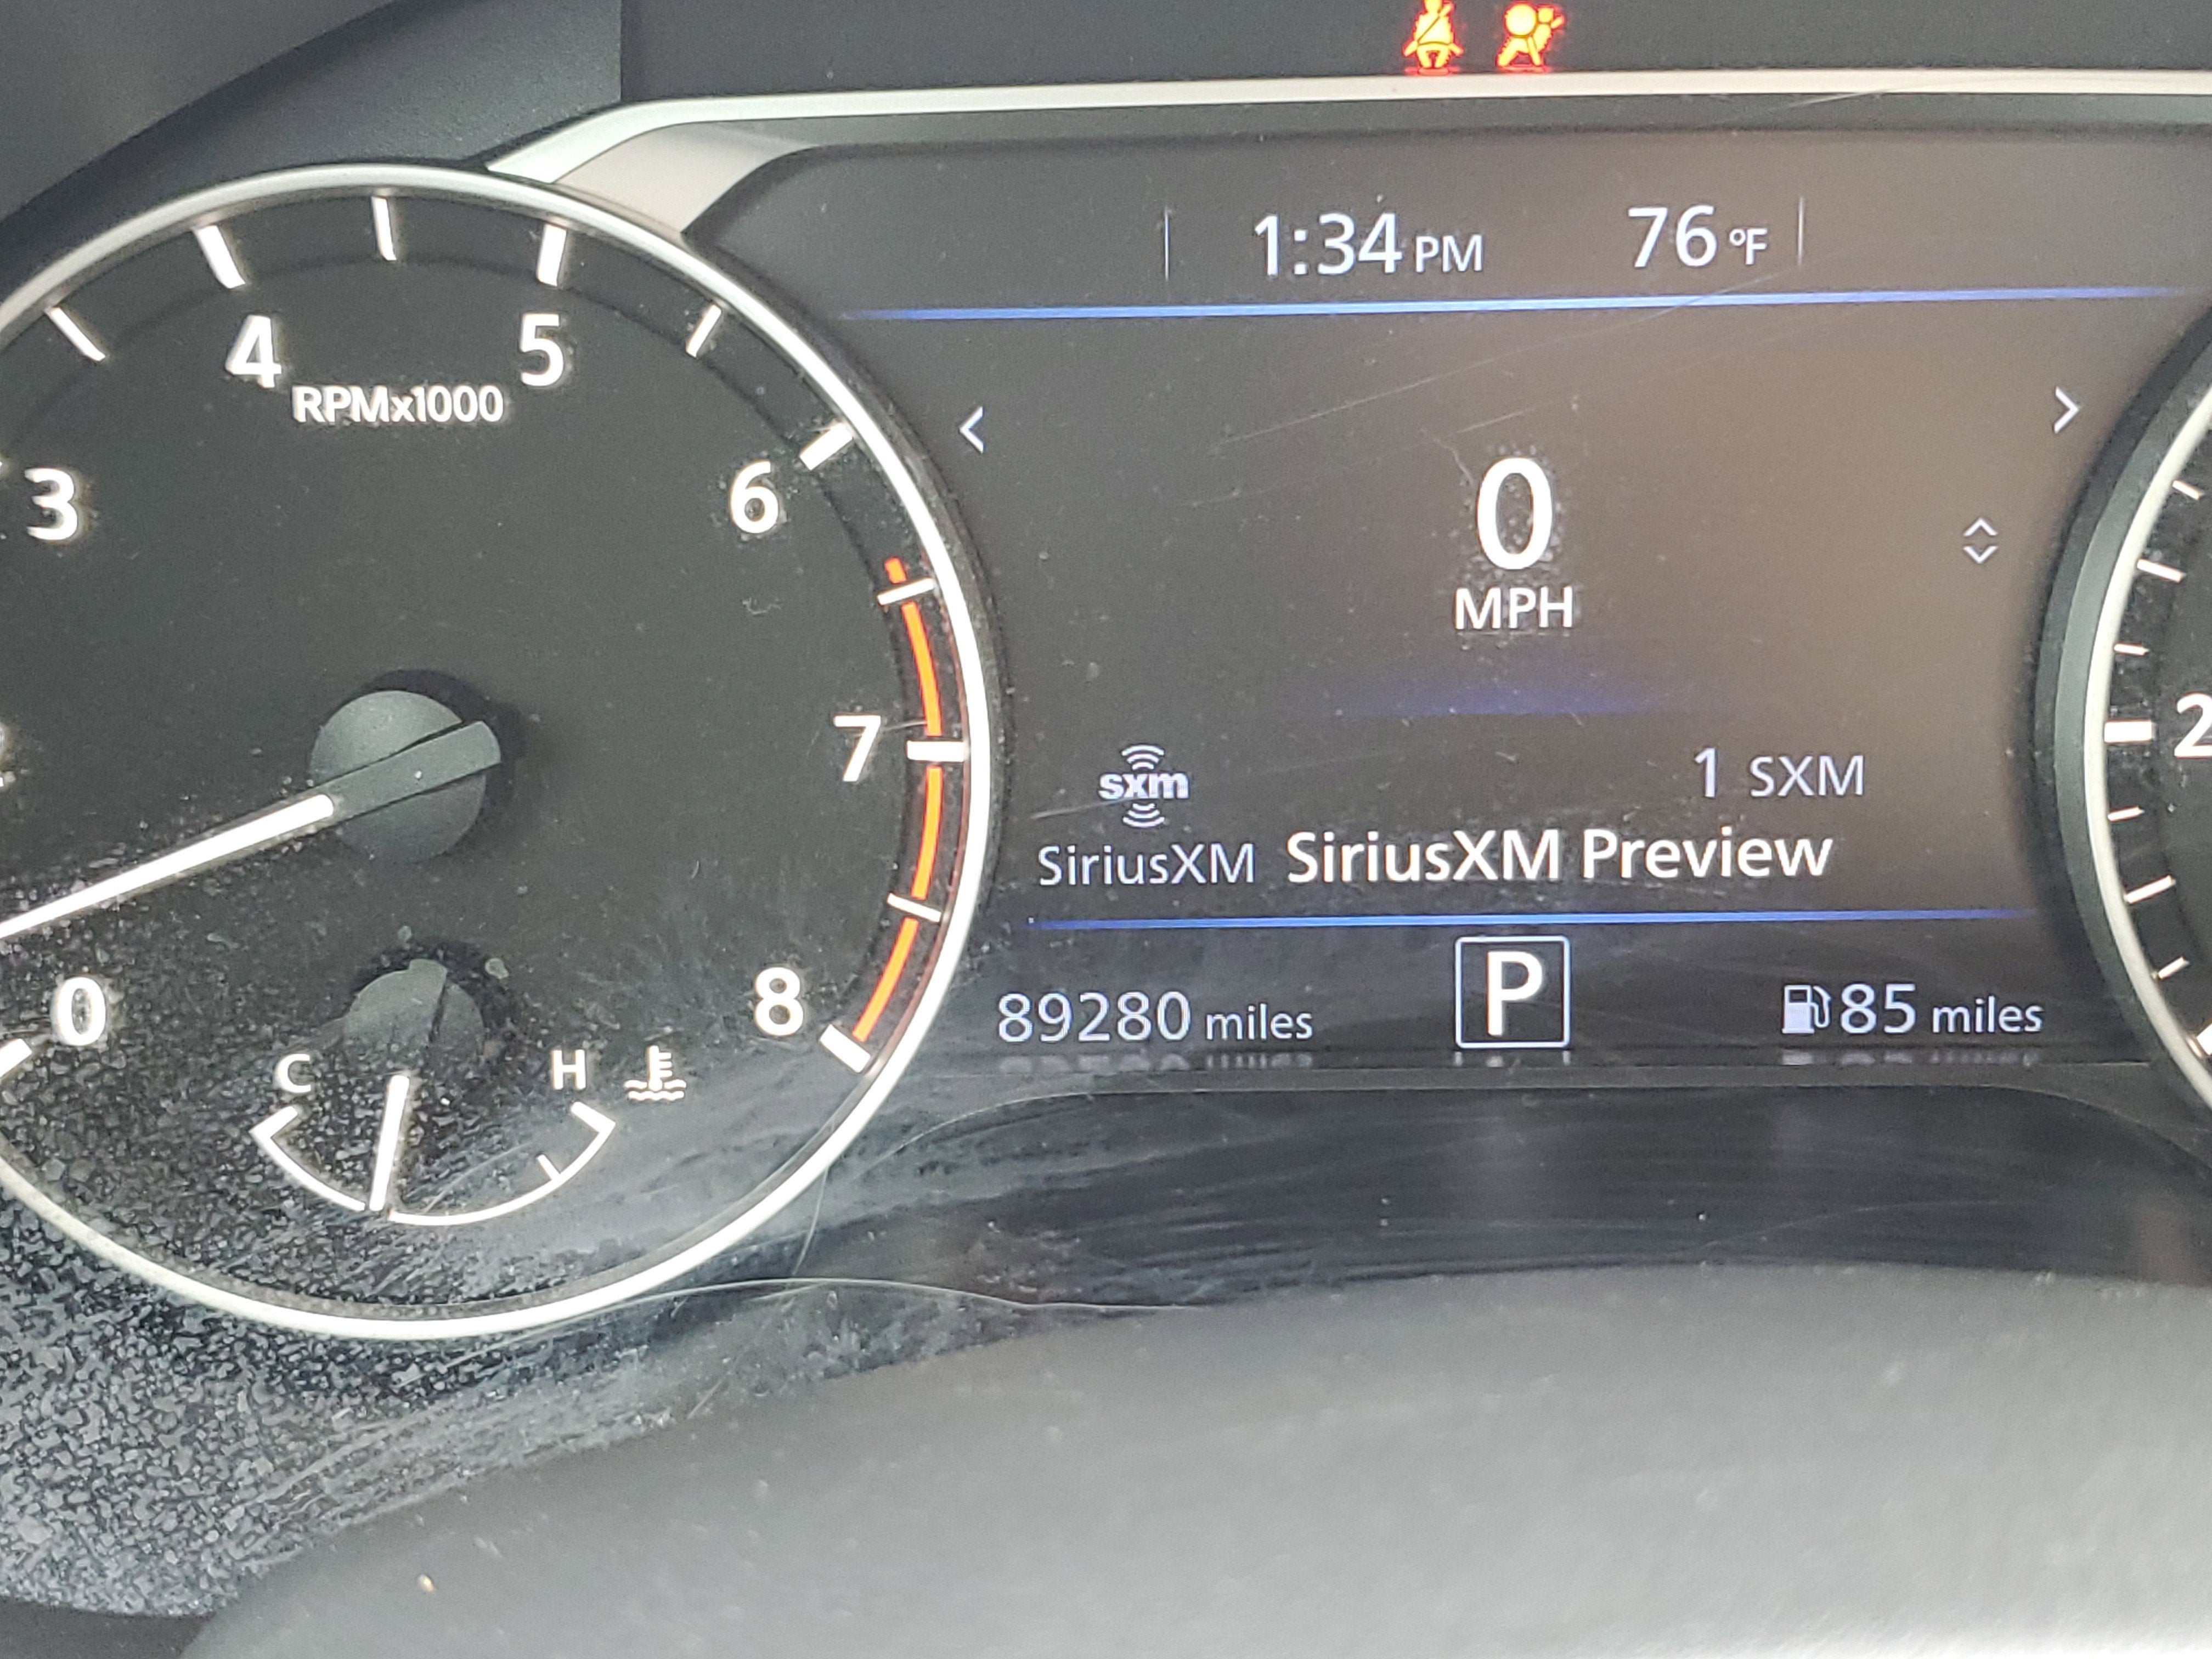 1:34 PM 76 °F
4 5
RPMx1000
3 6
0
MPH
7
2
sxm 1 SXM
SiriusXM SiriusXM Preview
0 8
89280 miles P 85 miles
C H